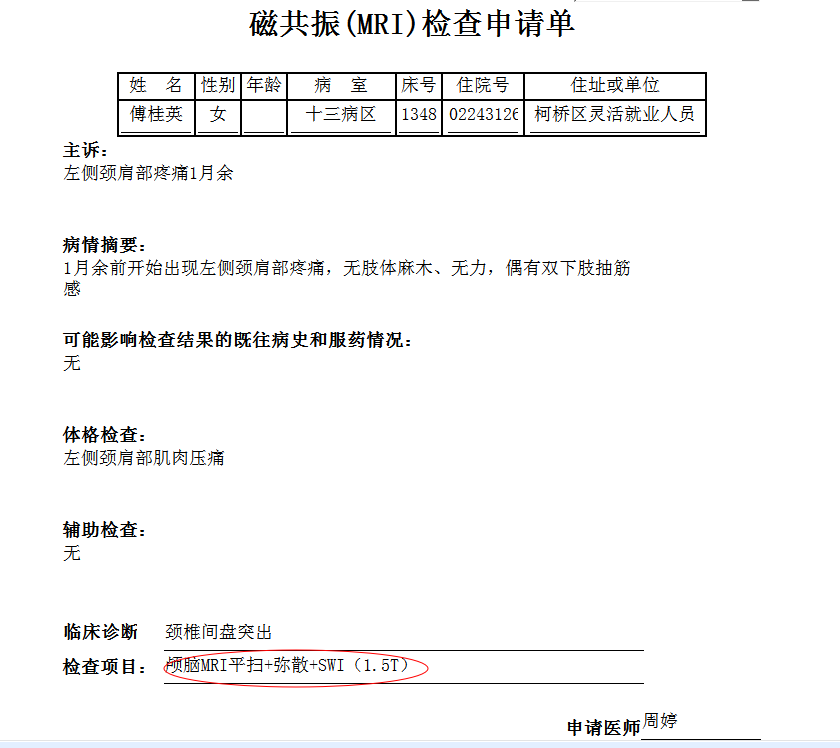 磁共振(MRI)检查申请单
姓 名 性别 年龄 病 室 床号 住院号 住址或单位
傅桂英 女 十三病区 1348 02243126 柯桥区灵活就业人员
主诉：
左侧颈肩部疼痛1月余
病情摘要：
1月余前开始出现左侧颈肩部疼痛，无肢体麻木、无力，偶有双下肢抽筋
感
可能影响检查结果的既往病史和服药情况：
无
体格检查：
左侧颈肩部肌肉压痛
辅助检查：
无
临床诊断 颈椎间盘突出
检查项目： 颅脑MRI平扫+弥散+SWI（1.5T）
申请医师 周婷